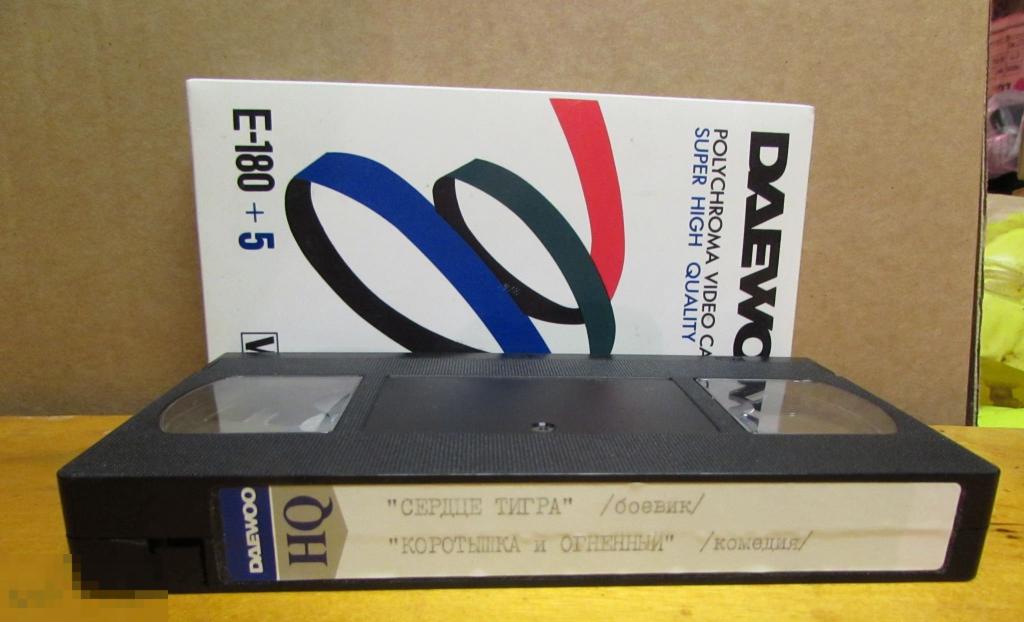 E-180 + 5
DAEWOO
POLYCHROMA VIDEO CA
SUPER HIGH QUALITY
V
DAEWOO
HQ
"СЕРДЦЕ ТИГРА" /боевик/
"КОРОТЫШКА и ОГНЕННЫЙ" /комедия/